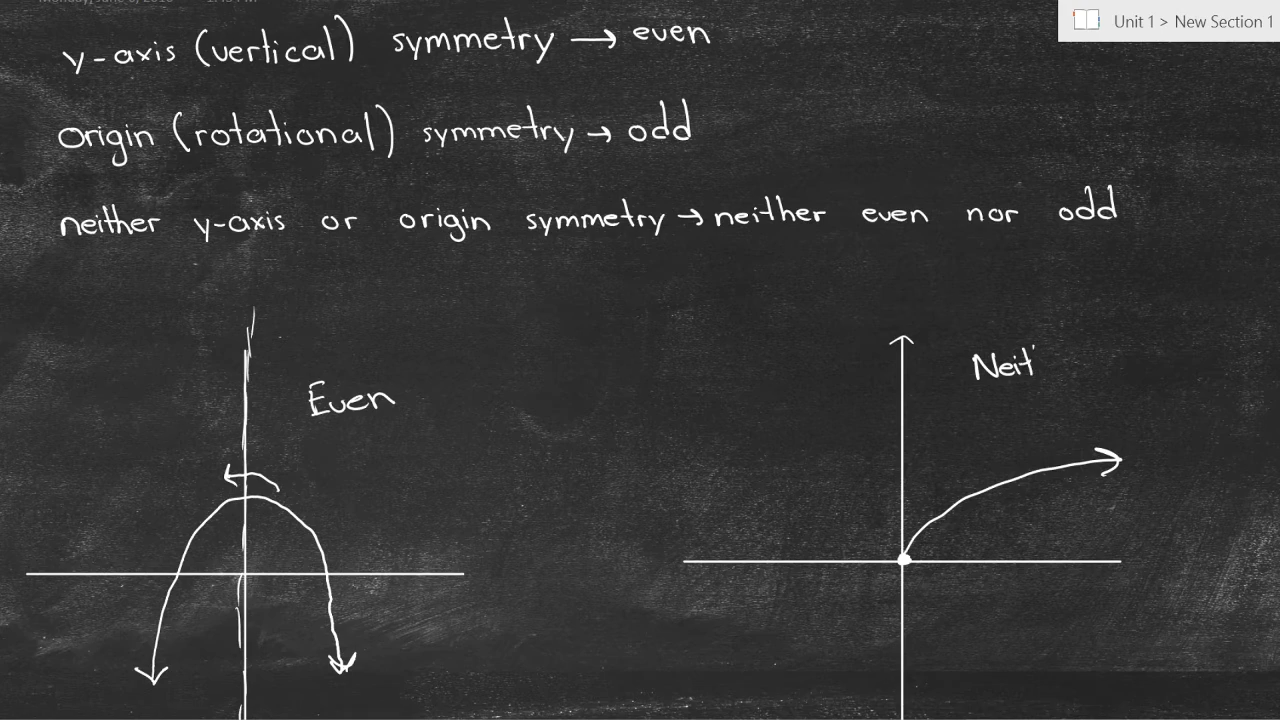 Unit 1 > New Section 1
y-axis (vertical) symmetry → even
origin (rotational) symmetry → odd
neither y-axis or origin symmetry → neither even nor odd
Even
Neit